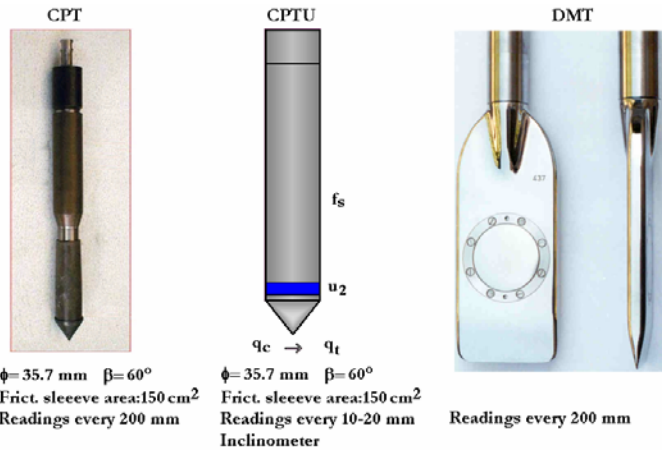 CPT
ϕ= 35.7 mm β= 60°
Frict. sleeeve area:150 cm²
Readings every 200 mm
CPTU
fs
u2
qc → qt
ϕ= 35.7 mm β= 60°
Frict. sleeeve area:150 cm²
Readings every 10-20 mm
Inclinometer
DMT
437
Readings every 200 mm